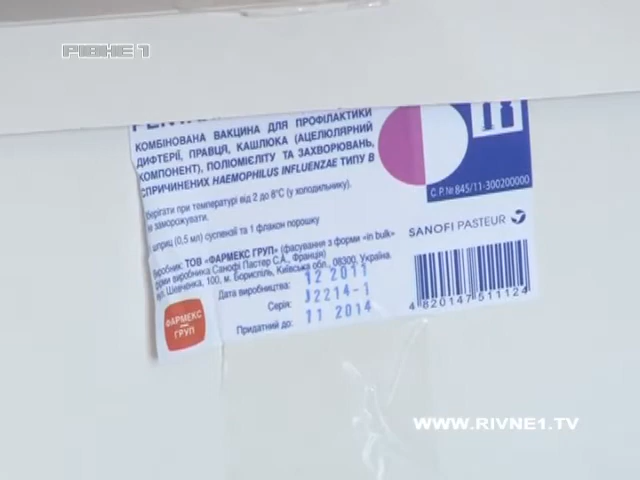 РІВНЕ 1
КОМБІНОВАНА ВАКЦИНА ДЛЯ ПРОФІЛАКТИКИ
ДИФТЕРІЇ, ПРАВЦЯ, КАШЛЮКА (АЦЕЛЮЛЯРНИЙ
КОМПОНЕНТ), ПОЛІОМІЄЛІТУ ТА ЗАХВОРЮВАНЬ,
СПРИЧИНЕНИХ HAEMOPHILUS INFLUENZAE ТИПУ B
берігати при температурі від 2 до 8°C (у холодильнику).
е заморожувати.
шприц (0,5 мл) суспензії та 1 флакон порошку
Виробник: ТОВ «ФАРМЕКС ГРУП» (фасування з форми «in bulk»
форми виробника Санофі Пастер С.А., Франція)
вул. Шевченка, 100, м. Бориспіль, Київська обл., 08300, Україна.
Дата виробництва: 12 2011
Серія: J2214-1
Придатний до: 11 2014
ФАРМЕКС
ГРУП
С.Р.№ 845/11-300200000
SANOFI PASTEUR
4820147511124
WWW.RIVNE1.TV